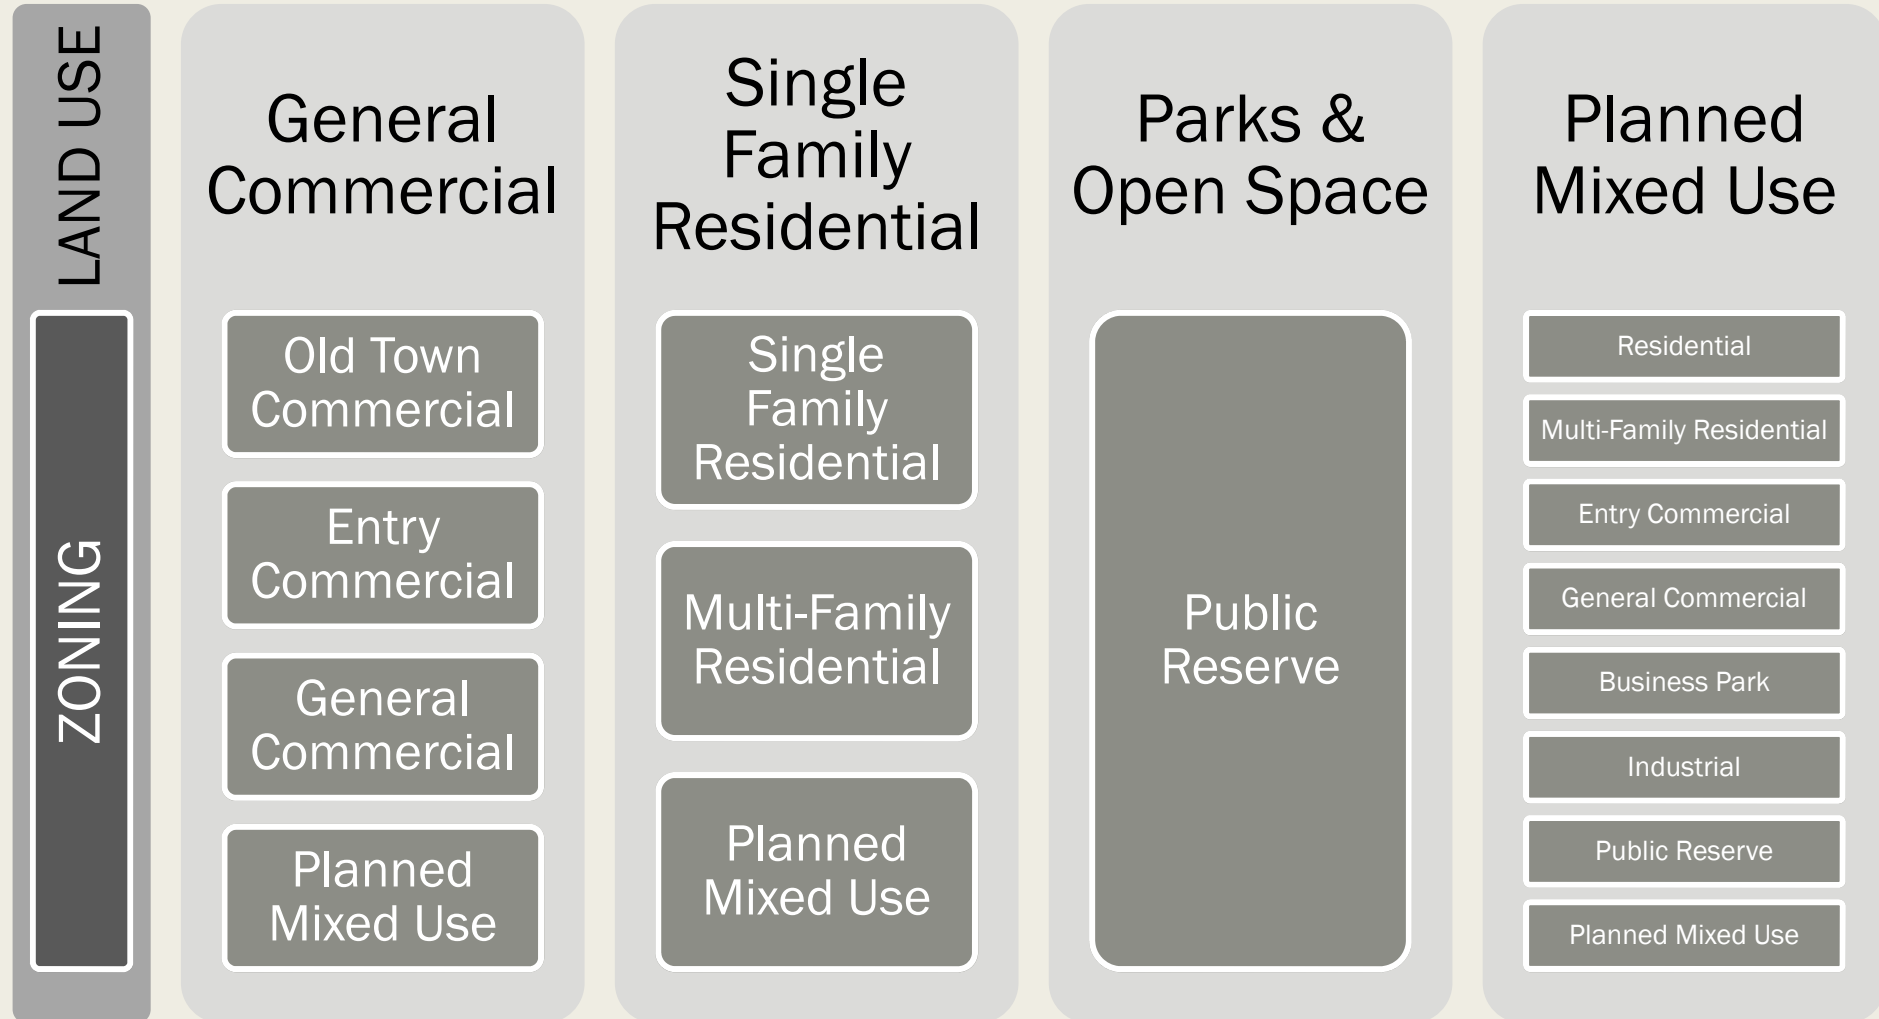 LAND USE
ZONING
General
Commercial
Old Town
Commercial
Entry
Commercial
General
Commercial
Planned
Mixed Use
Single
Family
Residential
Single
Family
Residential
Multi-Family
Residential
Planned
Mixed Use
Parks &
Open Space
Public
Reserve
Planned
Mixed Use
Residential
Multi-Family Residential
Entry Commercial
General Commercial
Business Park
Industrial
Public Reserve
Planned Mixed Use